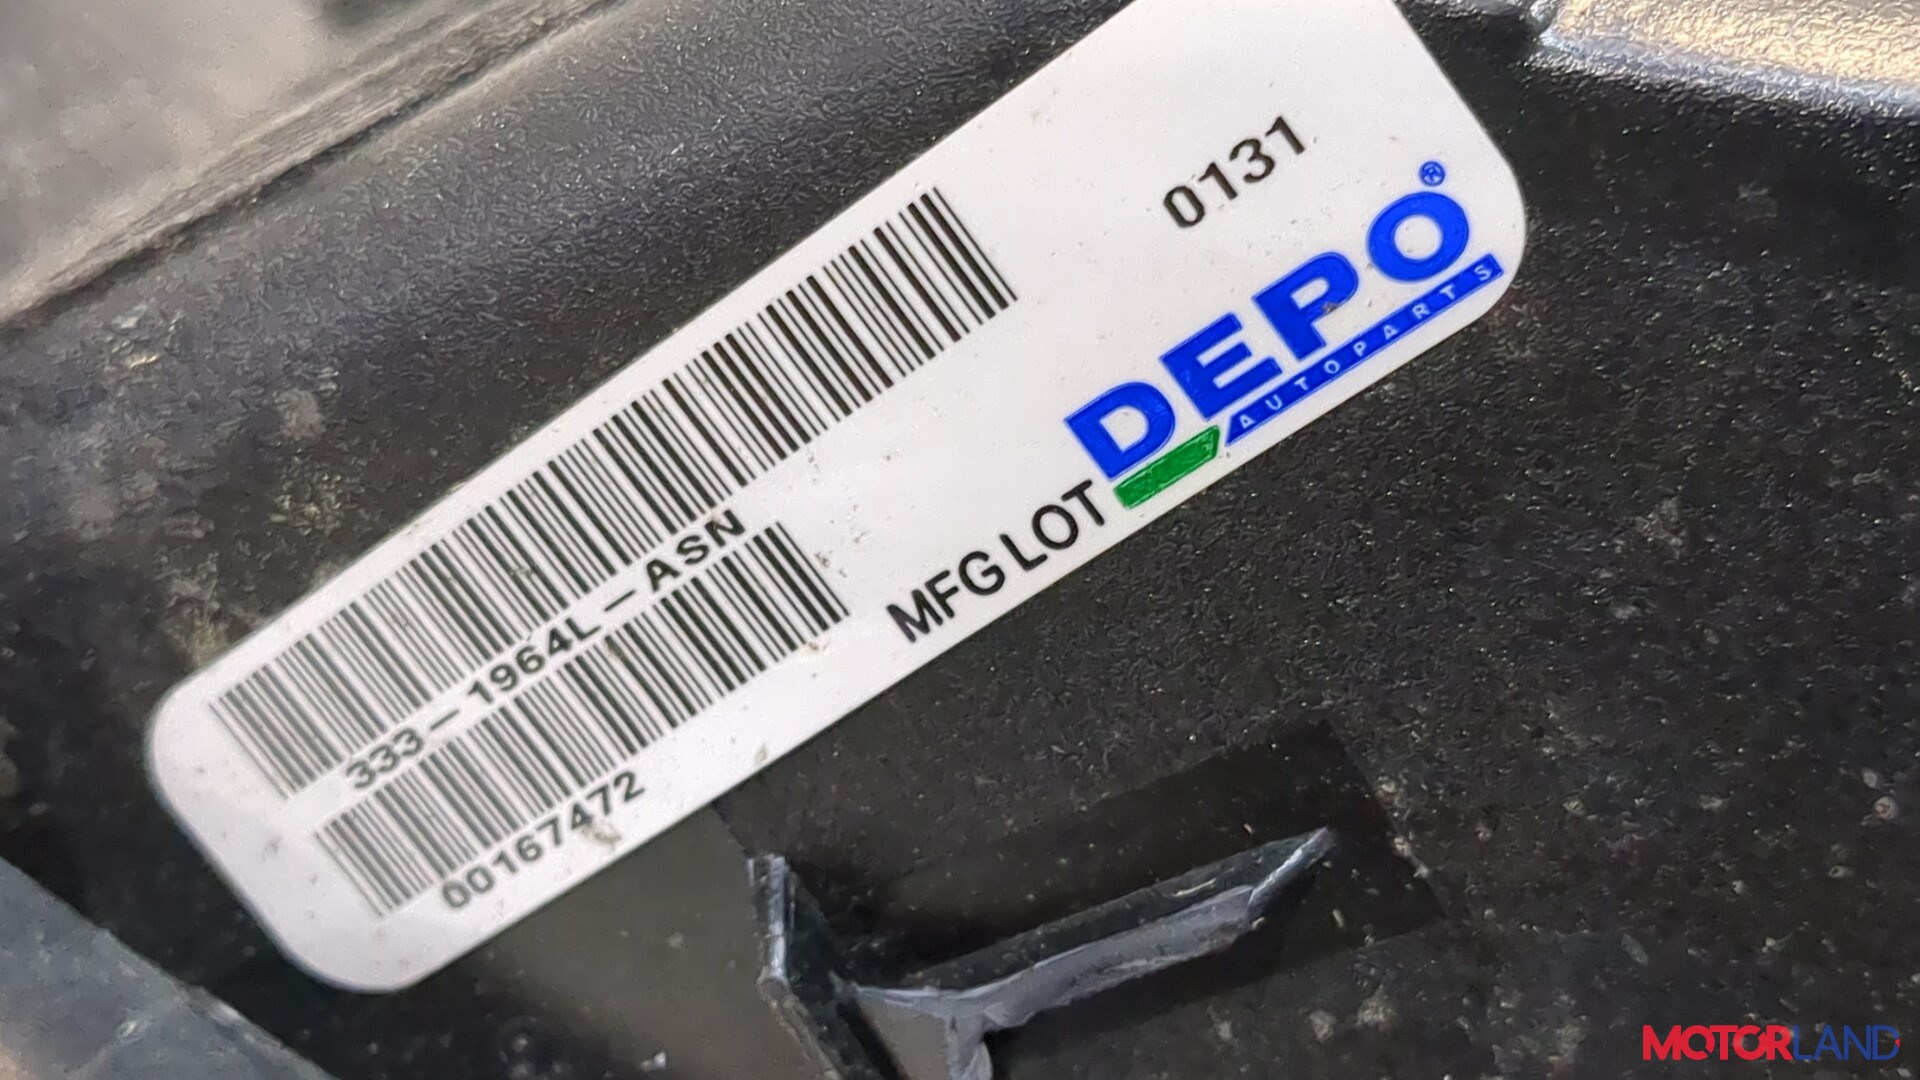 0131
333-1964L-ASN
00167472
MFG LOT
DEPO®
AUTOPARTS
MOTORLAND